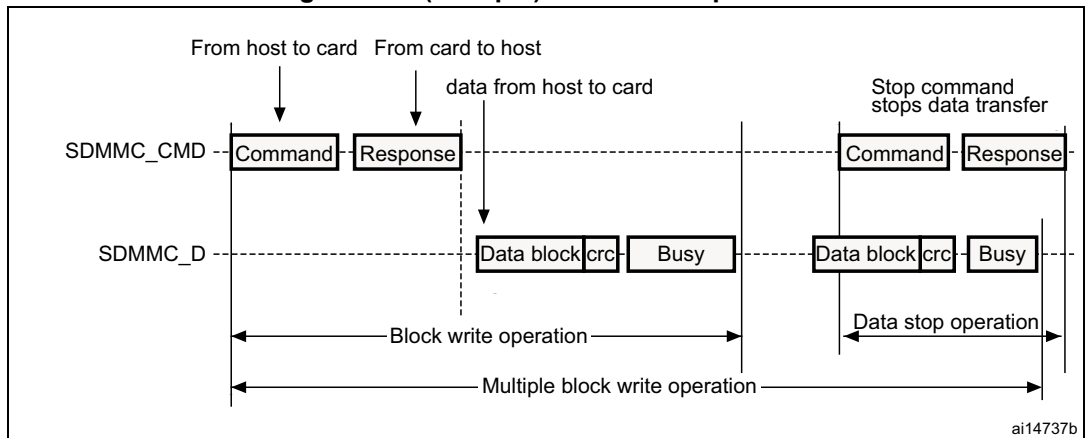 From host to card
From card to host
data from host to card
Stop command
stops data transfer
SDMMC_CMD
Command
Response
Command
Response
SDMMC_D
Data block
crc
Busy
Data block
crc
Busy
Block write operation
Data stop operation
Multiple block write operation
ai14737b